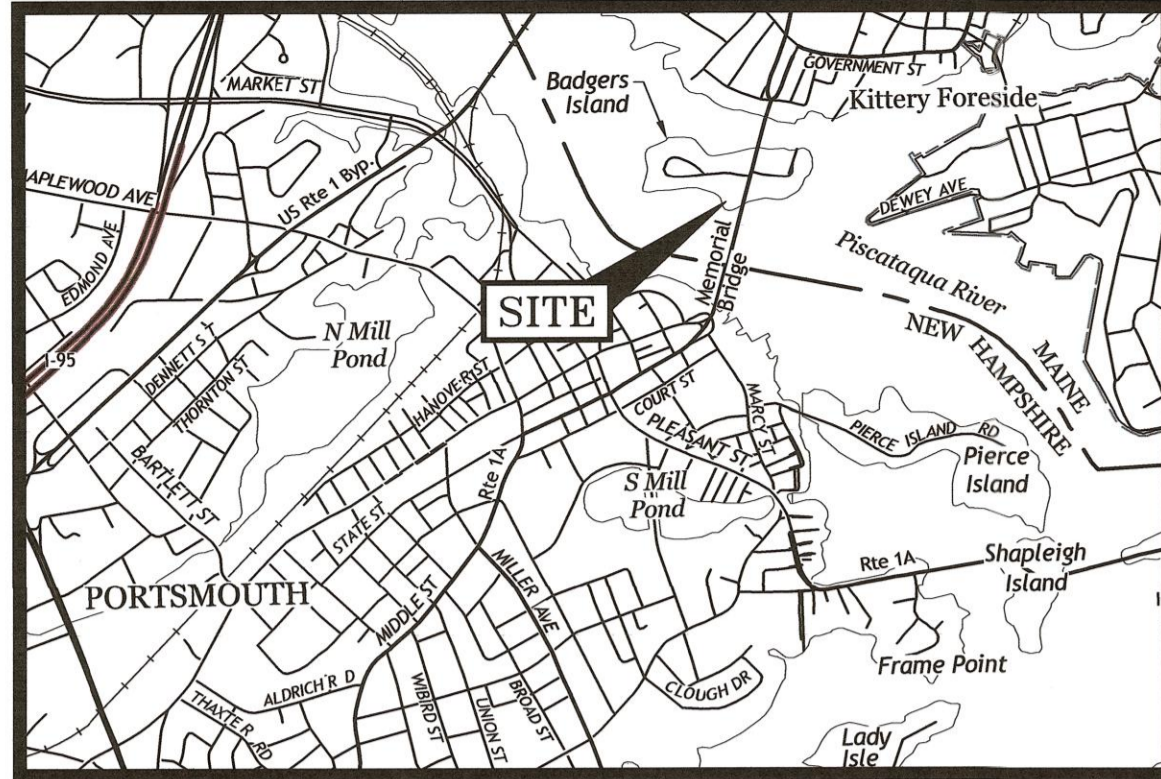 MARKET ST
GOVERNMENT ST
Badgers
Island
Kittery Foreside
APLEWOOD AVE
US Rte 1 Byp.
DEWEY AVE
EDMOND AVE
Memorial
Bridge
Piscataqua River
SITE
NEW HAMPSHIRE
MAINE
N Mill
Pond
I-95
DENNETT ST
THORNTON ST
HANOVER ST
COURT ST
MARCY ST
PLEASANT ST
PIERCE ISLAND RD
Pierce
Island
BARTLETT ST
Rte 1A
S Mill
Pond
STATE ST
Rte 1A
Shapleigh
Island
PORTSMOUTH
MIDDLE ST
MILLER AVE
Frame Point
ALDRICH R D
THAXTE R RD
WIBIRD ST
UNION ST
BROAD ST
CLOUGH DR
Lady
Isle